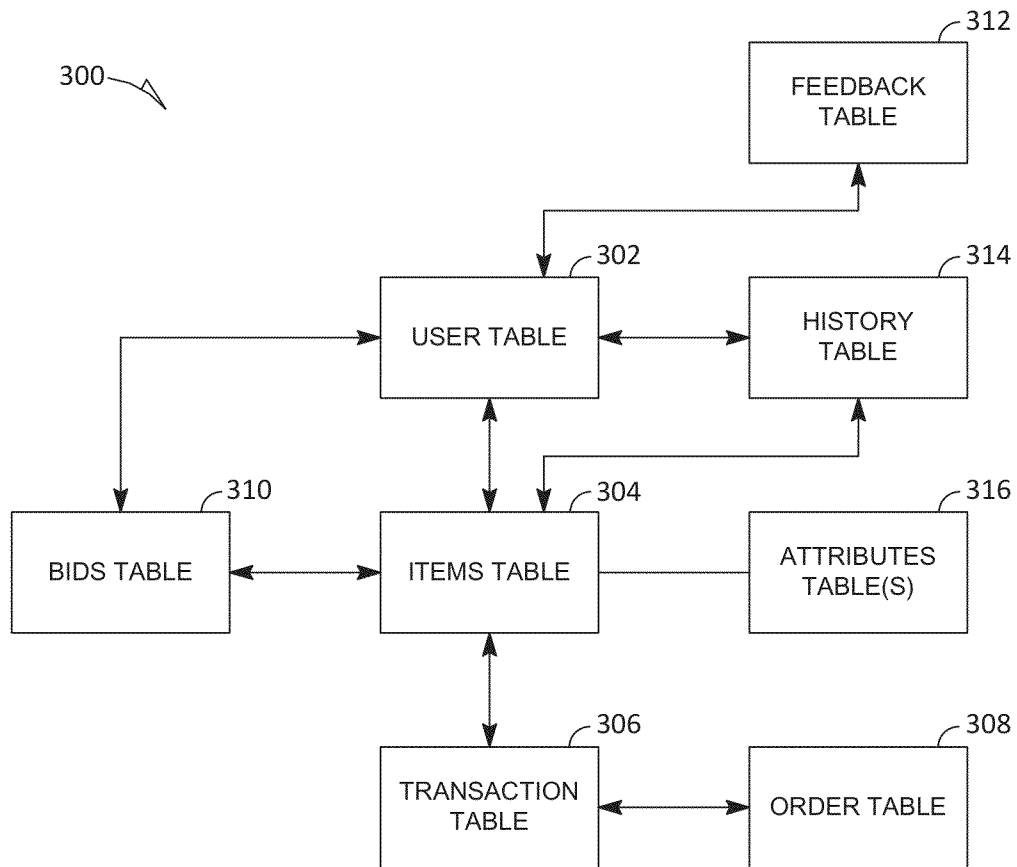 312
300
FEEDBACK
TABLE
302
314
USER TABLE
HISTORY
TABLE
310
304
316
BIDS TABLE
ITEMS TABLE
ATTRIBUTES
TABLE(S)
306
308
TRANSACTION
TABLE
ORDER TABLE